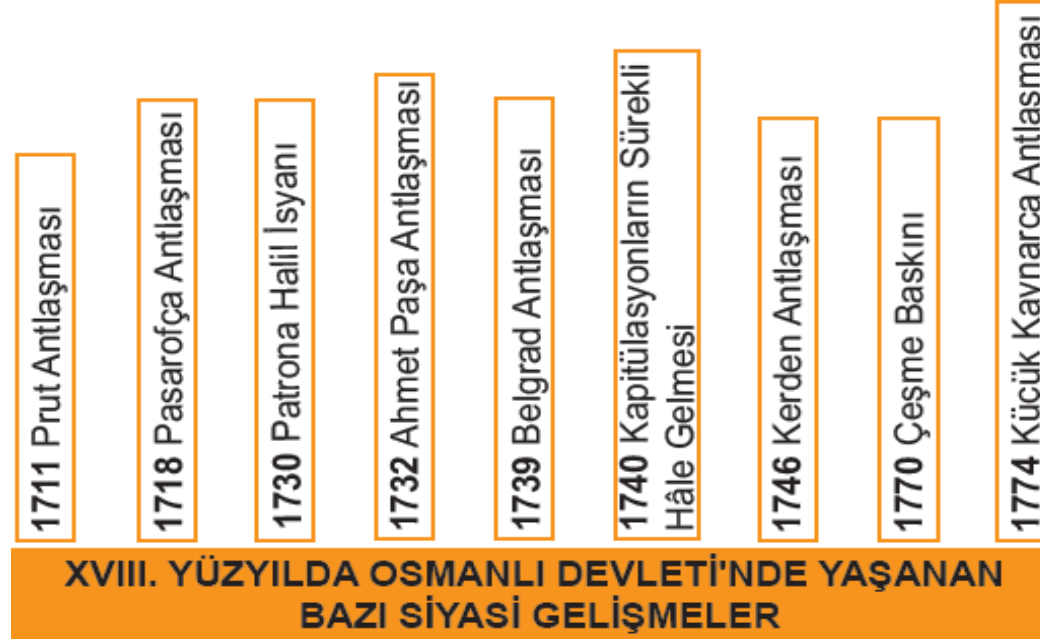 1711 Prut Antlaşması
1718 Pasarofça Antlaşması
1730 Patrona Halil İsyanı
1732 Ahmet Paşa Antlaşması
1739 Belgrad Antlaşması
1740 Kapitülasyonların Sürekli
Hâle Gelmesi
1746 Kerden Antlaşması
1770 Çeşme Baskını
1774 Küçük Kaynarca Antlaşması
XVIII. YÜZYILDA OSMANLI DEVLETİ'NDE YAŞANAN
BAZI SİYASİ GELİŞMELER